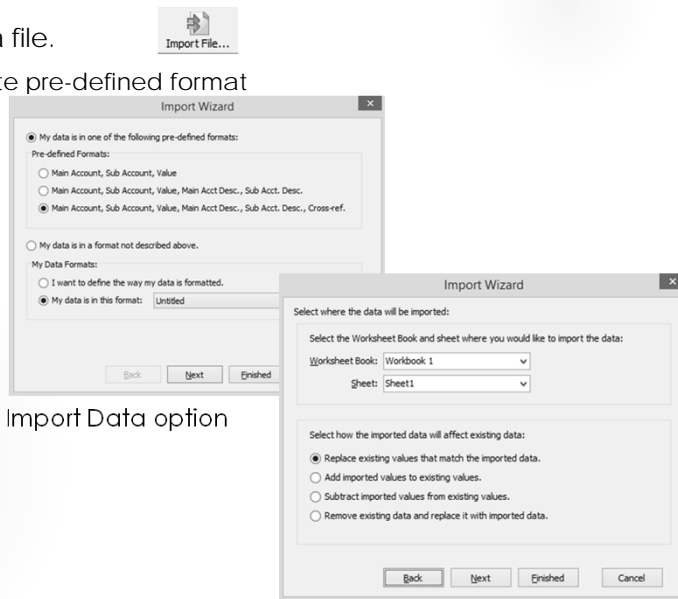 a file.
Import File...
te pre-defined format
Import Wizard
My data is in one of the following pre-defined formats:
Pre-defined Formats:
Main Account, Sub Account, Value
Main Account, Sub Account, Value, Main Acct Desc., Sub Acct. Desc.
Main Account, Sub Account, Value, Main Acct Desc., Sub Acct. Desc., Cross-ref.
My data is in a format not described above.
My Data Formats:
I want to define the way my data is formatted.
My data is in this format: Untitled
Back Next Finished
Import Data option
Import Wizard
Select where the data will be imported:
Select the Worksheet Book and sheet where you would like to import the data:
Worksheet Book: Workbook 1
Sheet: Sheet1
Select how the imported data will affect existing data:
Replace existing values that match the imported data.
Add imported values to existing values.
Subtract imported values from existing values.
Remove existing data and replace it with imported data.
Back Next Finished Cancel